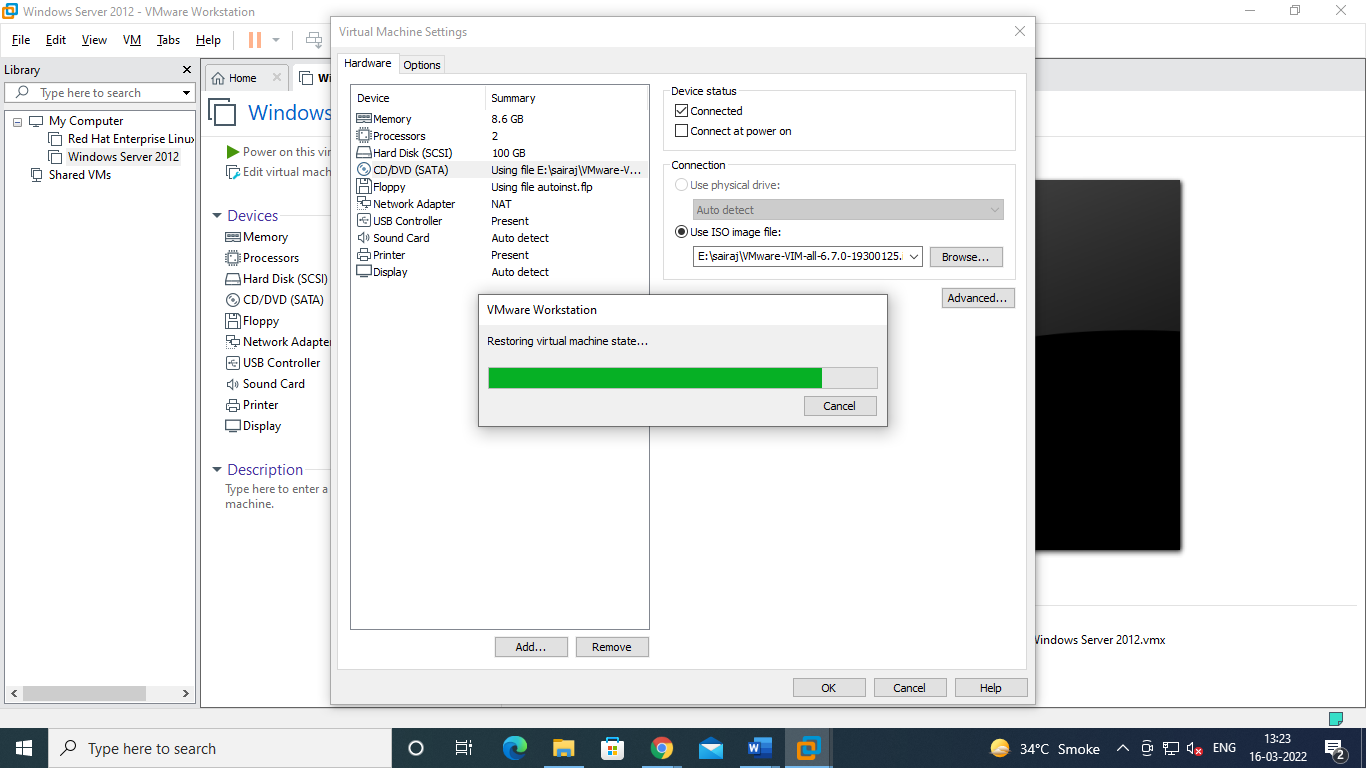 Windows Server 2012 - VMware Workstation
File Edit View VM Tabs Help
Library
Type here to search
My Computer
Red Hat Enterprise Linux
Windows Server 2012
Shared VMs
Home
Wi
Windows
Power on this vir
Edit virtual mach
Devices
Memory
Processors
Hard Disk (SCSI)
CD/DVD (SATA)
Floppy
Network Adapter
USB Controller
Sound Card
Printer
Display
Description
Type here to enter a
machine.
Virtual Machine Settings
Hardware Options
Device Summary
Memory 8.6 GB
Processors 2
Hard Disk (SCSI) 100 GB
CD/DVD (SATA) Using file E:\sairaj\VMware-V...
Floppy Using file autoinst.flp
Network Adapter NAT
USB Controller Present
Sound Card Auto detect
Printer Present
Display Auto detect
Add... Remove
Device status
Connected
Connect at power on
Connection
Use physical drive:
Auto detect
Use ISO image file:
E:\sairaj\VMware-VIM-all-6.7.0-19300125.i
Browse...
Advanced...
VMware Workstation
Restoring virtual machine state...
Cancel
OK Cancel Help
Windows Server 2012.vmx
Type here to search
34°C Smoke
ENG
13:23
16-03-2022
2